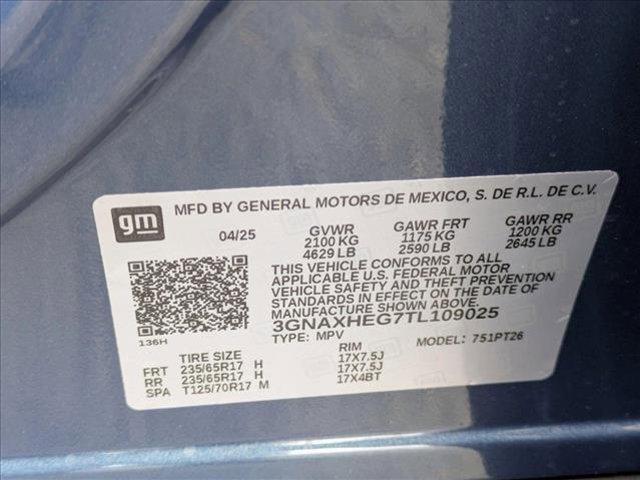 gm
MFD BY GENERAL MOTORS DE MEXICO, S. DE R.L. DE C.V.
04/25 GVWR GAWR FRT GAWR RR
2100 KG 1175 KG 1200 KG
4629 LB 2590 LB 2645 LB
THIS VEHICLE CONFORMS TO ALL
APPLICABLE U.S. FEDERAL MOTOR
VEHICLE SAFETY AND THEFT PREVENTION
STANDARDS IN EFFECT ON THE DATE OF
MANUFACTURE SHOWN ABOVE.
3GNAXHEG7TL109025
TYPE: MPV MODEL: 751PT26
136H
TIRE SIZE RIM
FRT 235/65R17 H 17X7.5J
RR 235/65R17 H 17X7.5J
SPA T125/70R17 M 17X4BT